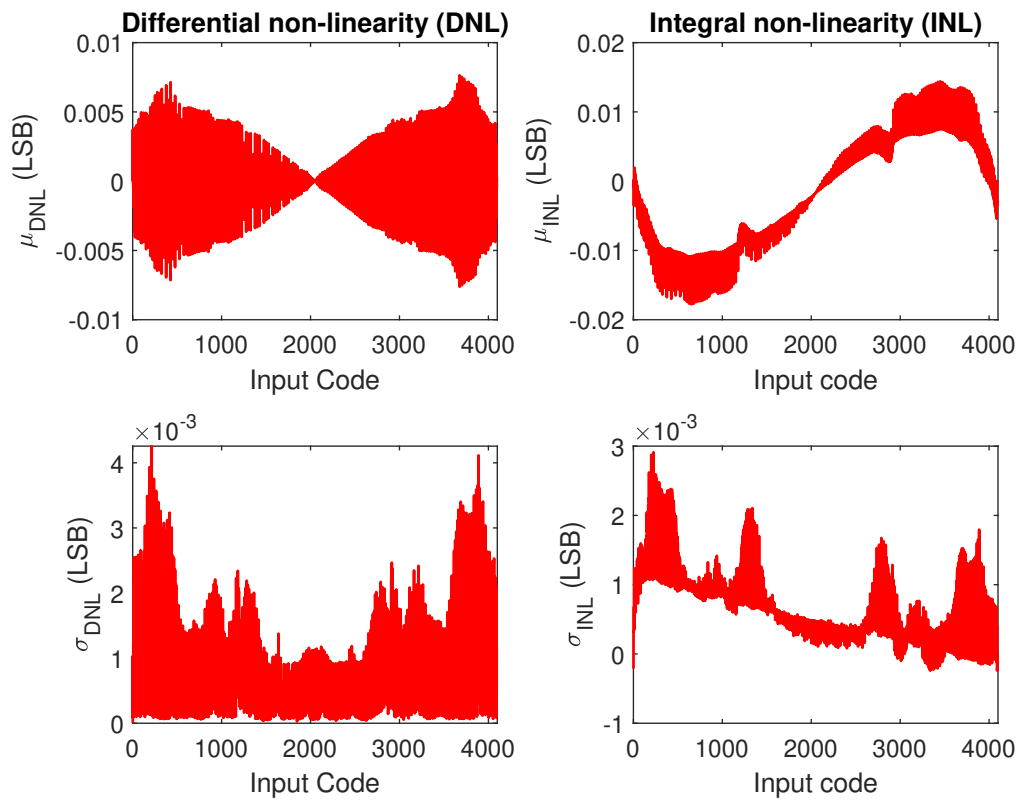 Differential non-linearity (DNL)
0.01
0.005
0
-0.005
-0.01
μDNL (LSB)
0 1000 2000 3000 4000
Input Code
Integral non-linearity (INL)
0.02
0.01
0
-0.01
-0.02
μINL (LSB)
0 1000 2000 3000 4000
Input code
×10⁻³
4
3
2
1
0
σDNL (LSB)
0 1000 2000 3000 4000
Input Code
×10⁻³
3
2
1
0
-1
σINL (LSB)
0 1000 2000 3000 4000
Input code